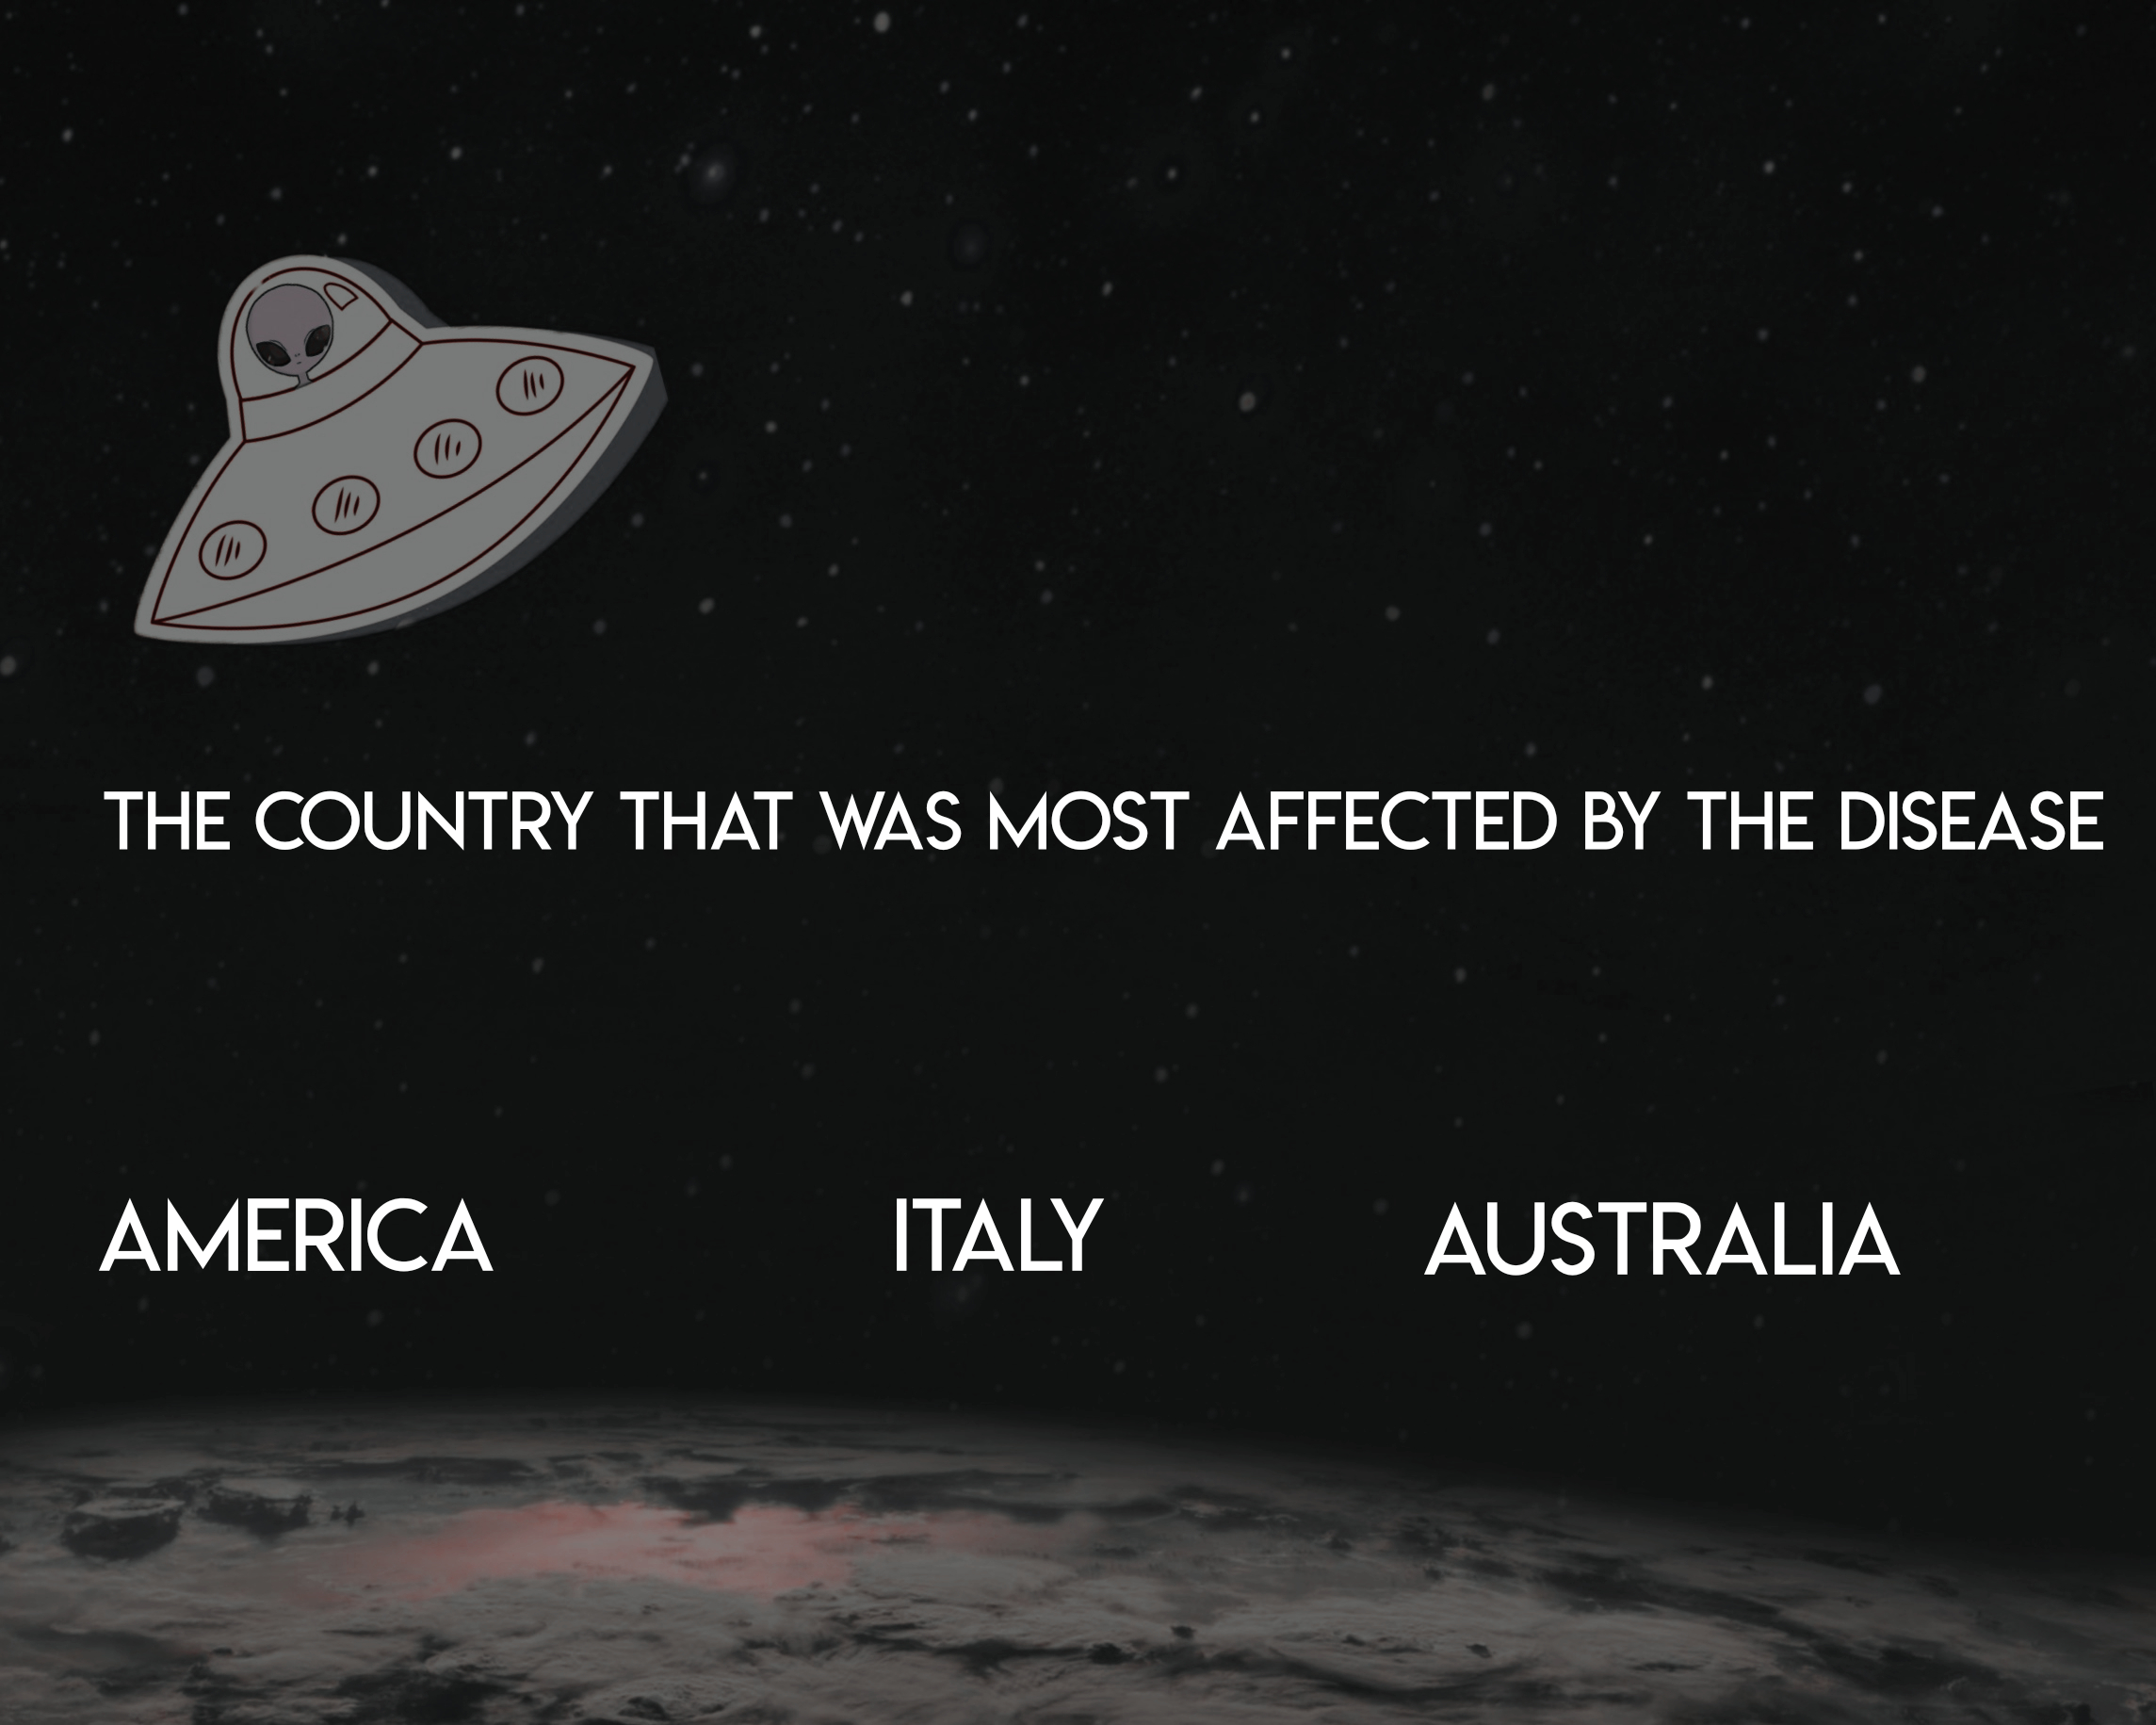 THE COUNTRY THAT WAS MOST AFFECTED BY THE DISEASE
AMERICA ITALY AUSTRALIA